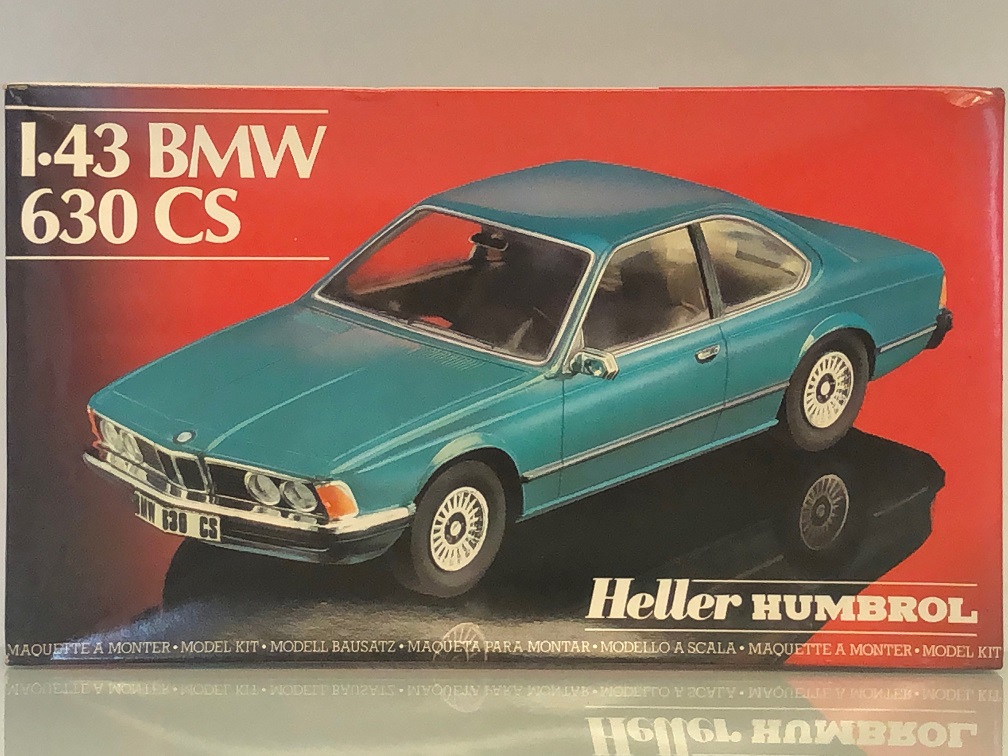 1·43 BMW
630 CS
BMW 630 CS
Heller HUMBROL
MAQUETTE A MONTER • MODEL KIT • MODELL BAUSATZ • MAQUETA PARA MONTAR • MODELLO A SCALA • MAQUETTE A MONTER • MODEL KIT